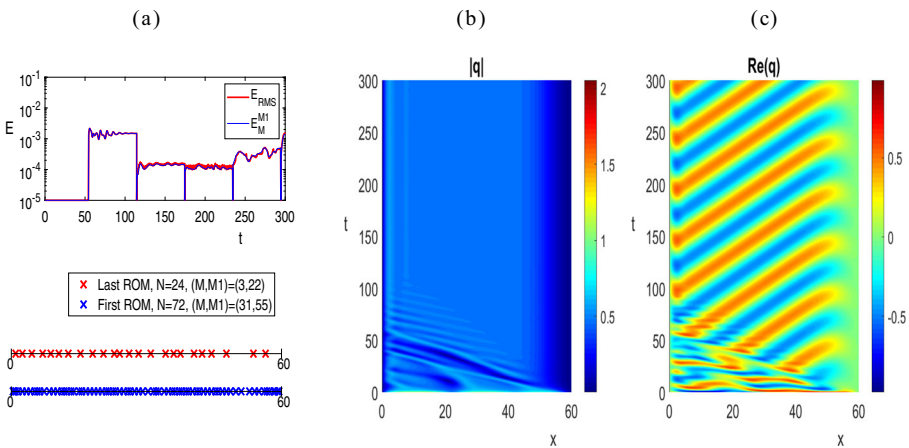 (a)
(b)
(c)
10^-1
10^-2
10^-3
10^-4
10^-5
E
E_RMS
E_M^M1
0 50 100 150 200 250 300
t
Last ROM, N=24, (M,M1)=(3,22)
First ROM, N=72, (M,M1)=(31,55)
0 60
0 60
|q|
300
250
200
150
100
50
0
t
0 20 40 60
x
2
1.5
1
0.5
Re(q)
300
250
200
150
100
50
0
t
0 20 40 60
x
0.5
0
-0.5